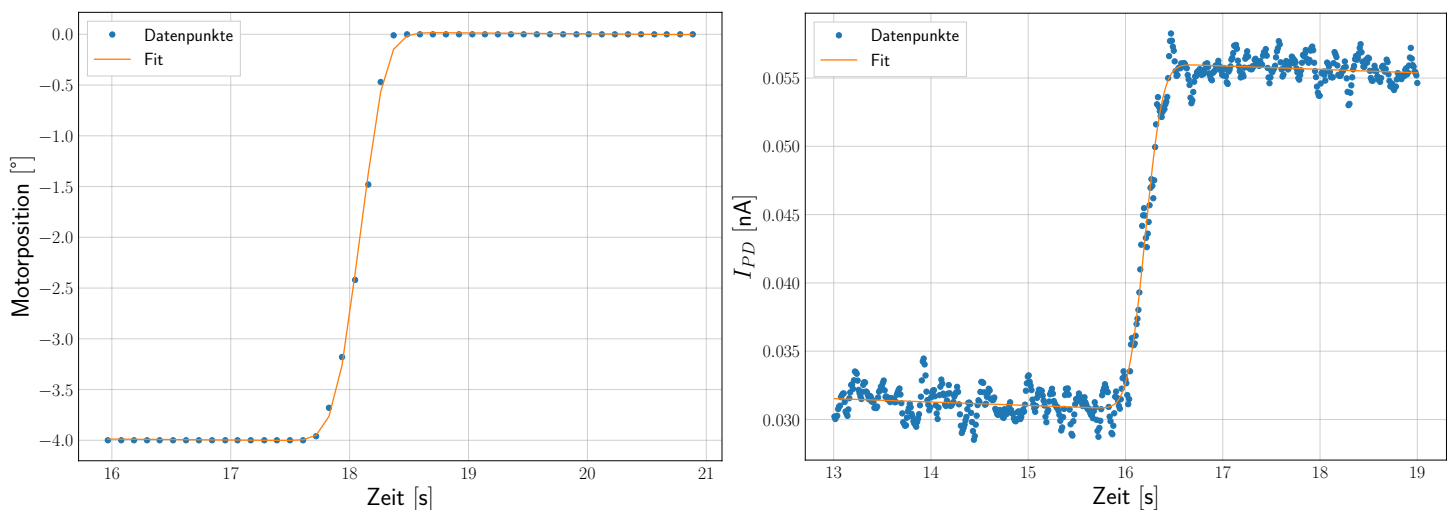 Datenpunkte
Fit
0.0
−0.5
−1.0
−1.5
−2.0
−2.5
−3.0
−3.5
−4.0
Motorposition [°]
16 17 18 19 20 21
Zeit [s]
Datenpunkte
Fit
0.055
0.050
0.045
0.040
0.035
0.030
I_{PD} [nA]
13 14 15 16 17 18 19
Zeit [s]